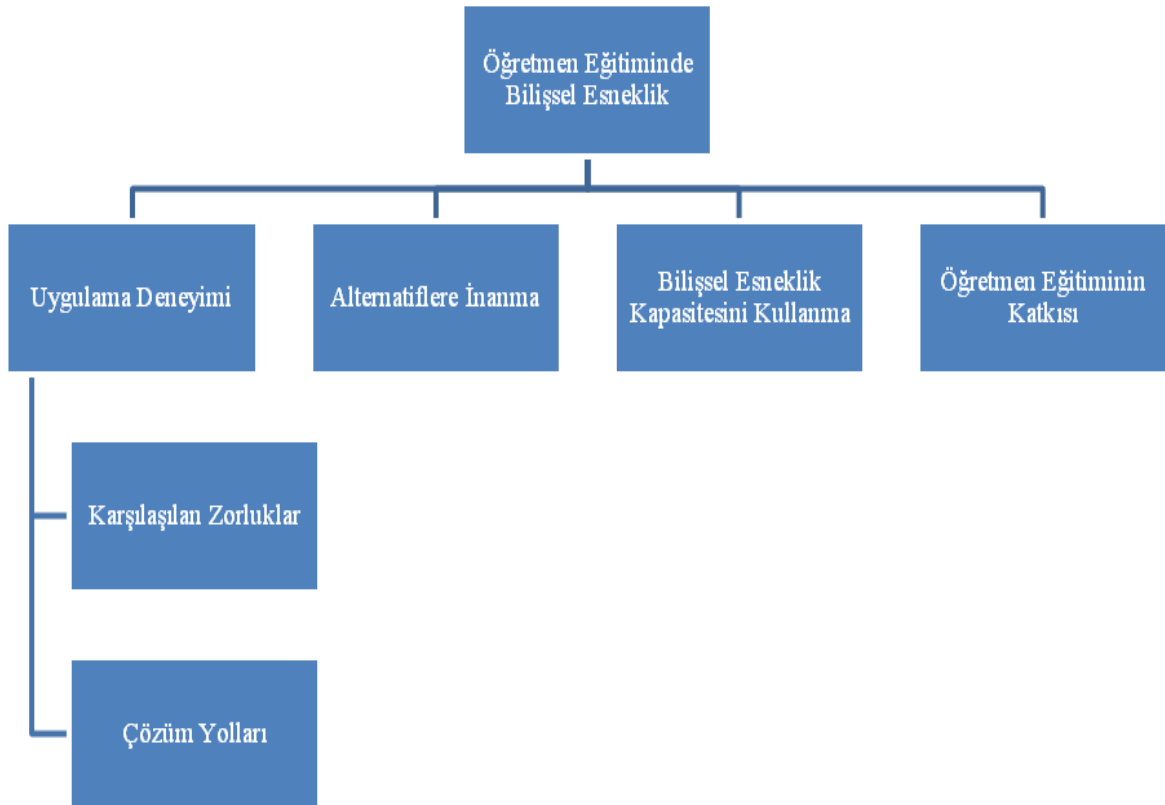 Öğretmen Eğitiminde
Bilişsel Esneklik
Uygulama Deneyimi
Alternatiflere İnanma
Bilişsel Esneklik
Kapasitesini Kullanma
Öğretmen Eğitiminin
Katkısı
Karşılaşılan Zorluklar
Çözüm Yolları